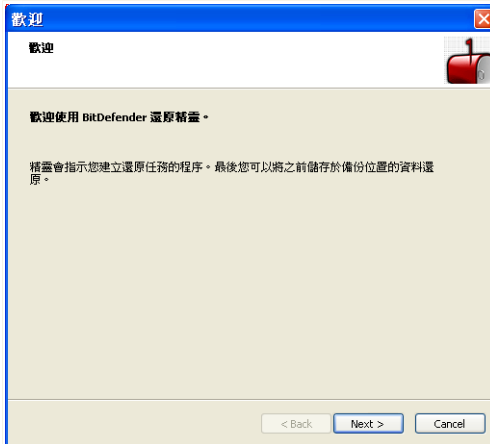 歡迎
歡迎
歡迎使用 BitDefender 還原精靈。
精靈會指示您建立還原任務的程序。最後您可以將之前儲存於備份位置的資料還
原。
< Back Next > Cancel